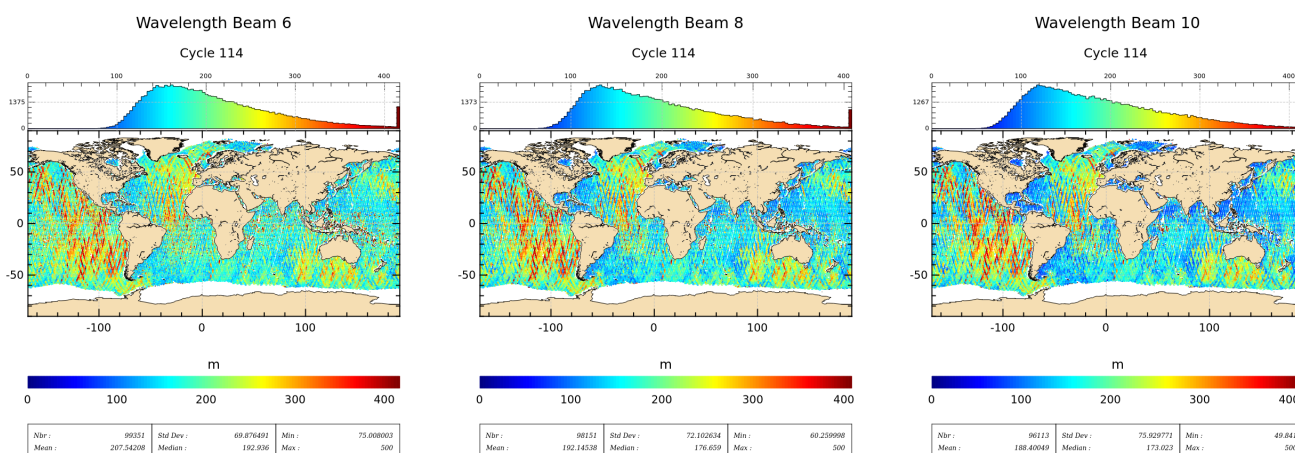 Wavelength Beam 6
Cycle 114
0 100 200 300 400
1375
0
50
0
-50
-100 0 100
m
0 100 200 300 400
Nbr : 99351 Std Dev : 69.876491 Min : 75.008003
Mean : 207.54208 Median : 192.936 Max : 500
Wavelength Beam 8
Cycle 114
0 100 200 300 400
1373
0
50
0
-50
-100 0 100
m
0 100 200 300 400
Nbr : 98151 Std Dev : 72.102634 Min : 60.259998
Mean : 192.14538 Median : 176.659 Max : 500
Wavelength Beam 10
Cycle 114
0 100 200 300 400
1267
0
50
0
-50
-100 0 100
m
0 100 200 300 400
Nbr : 96113 Std Dev : 75.929771 Min : 49.841
Mean : 188.40049 Median : 173.023 Max : 500